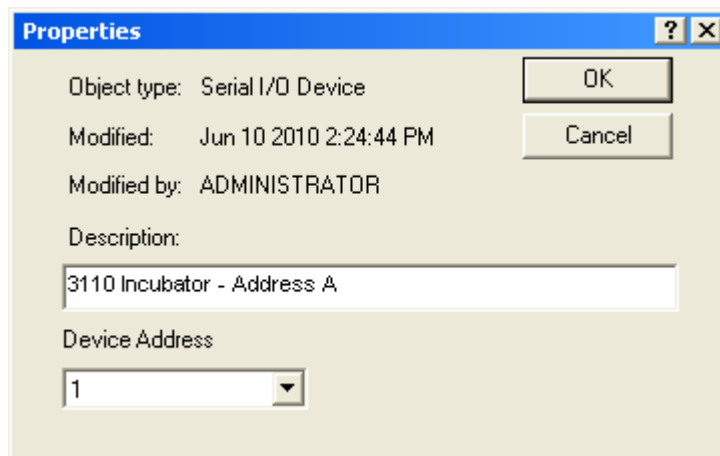 Properties
Object type: Serial I/O Device
OK
Modified: Jun 10 2010 2:24:44 PM
Cancel
Modified by: ADMINISTRATOR
Description:
3110 Incubator - Address A
Device Address
1